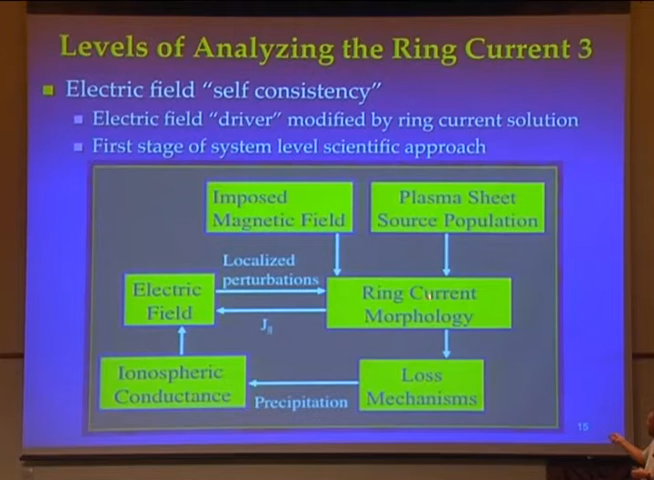 Levels of Analyzing the Ring Current 3
Electric field "self consistency"
Electric field "driver" modified by ring current solution
First stage of system level scientific approach
Imposed
Magnetic Field
Plasma Sheet
Source Population
Localized
perturbations
Electric
Field
Ring Current
Morphology
J||
Ionospheric
Conductance
Precipitation
Loss
Mechanisms
15